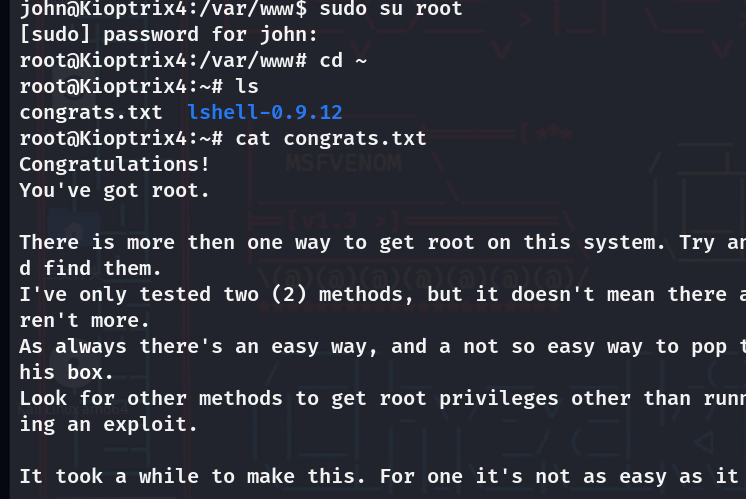 john@Kioptrix4:/var/www$ sudo su root
[sudo] password for john:
root@Kioptrix4:/var/www# cd ~
root@Kioptrix4:~# ls
congrats.txt  lshell-0.9.12
root@Kioptrix4:~# cat congrats.txt
Congratulations!
You've got root.
There is more then one way to get root on this system. Try an
d find them.
I've only tested two (2) methods, but it doesn't mean there a
ren't more.
As always there's an easy way, and a not so easy way to pop t
his box.
Look for other methods to get root privileges other than runn
ing an exploit.
It took a while to make this. For one it's not as easy as it
MSFVENOM